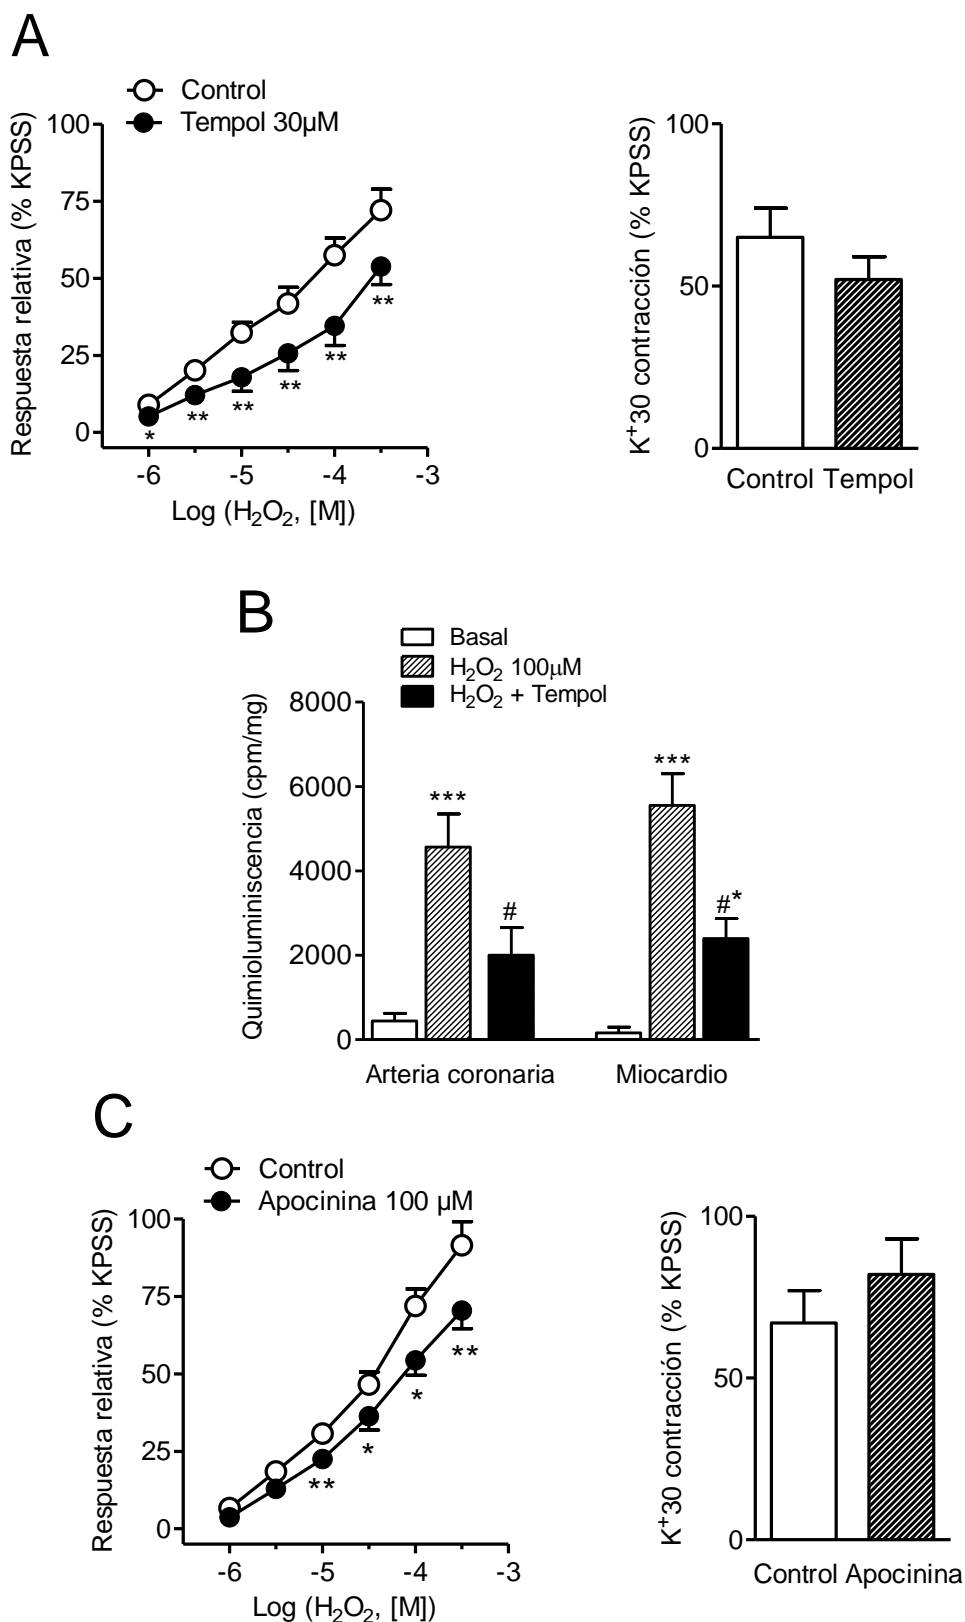 A
Control
Tempol 30µM
Respuesta relativa (% KPSS)
100
75
50
25
0
*
**
**
**
**
**
-6
-5
-4
-3
Log (H₂O₂, [M])
K⁺30 contracción (% KPSS)
100
50
0
Control Tempol
B
Basal
H₂O₂ 100µM
H₂O₂ + Tempol
Quimioluminiscencia (cpm/mg)
8000
6000
4000
2000
0
***
#
***
#*
Arteria coronaria
Miocardio
C
Control
Apocinina 100 µM
Respuesta relativa (% KPSS)
100
75
50
25
0
**
*
*
**
-6
-5
-4
-3
Log (H₂O₂, [M])
K⁺30 contracción (% KPSS)
100
50
0
Control Apocinina